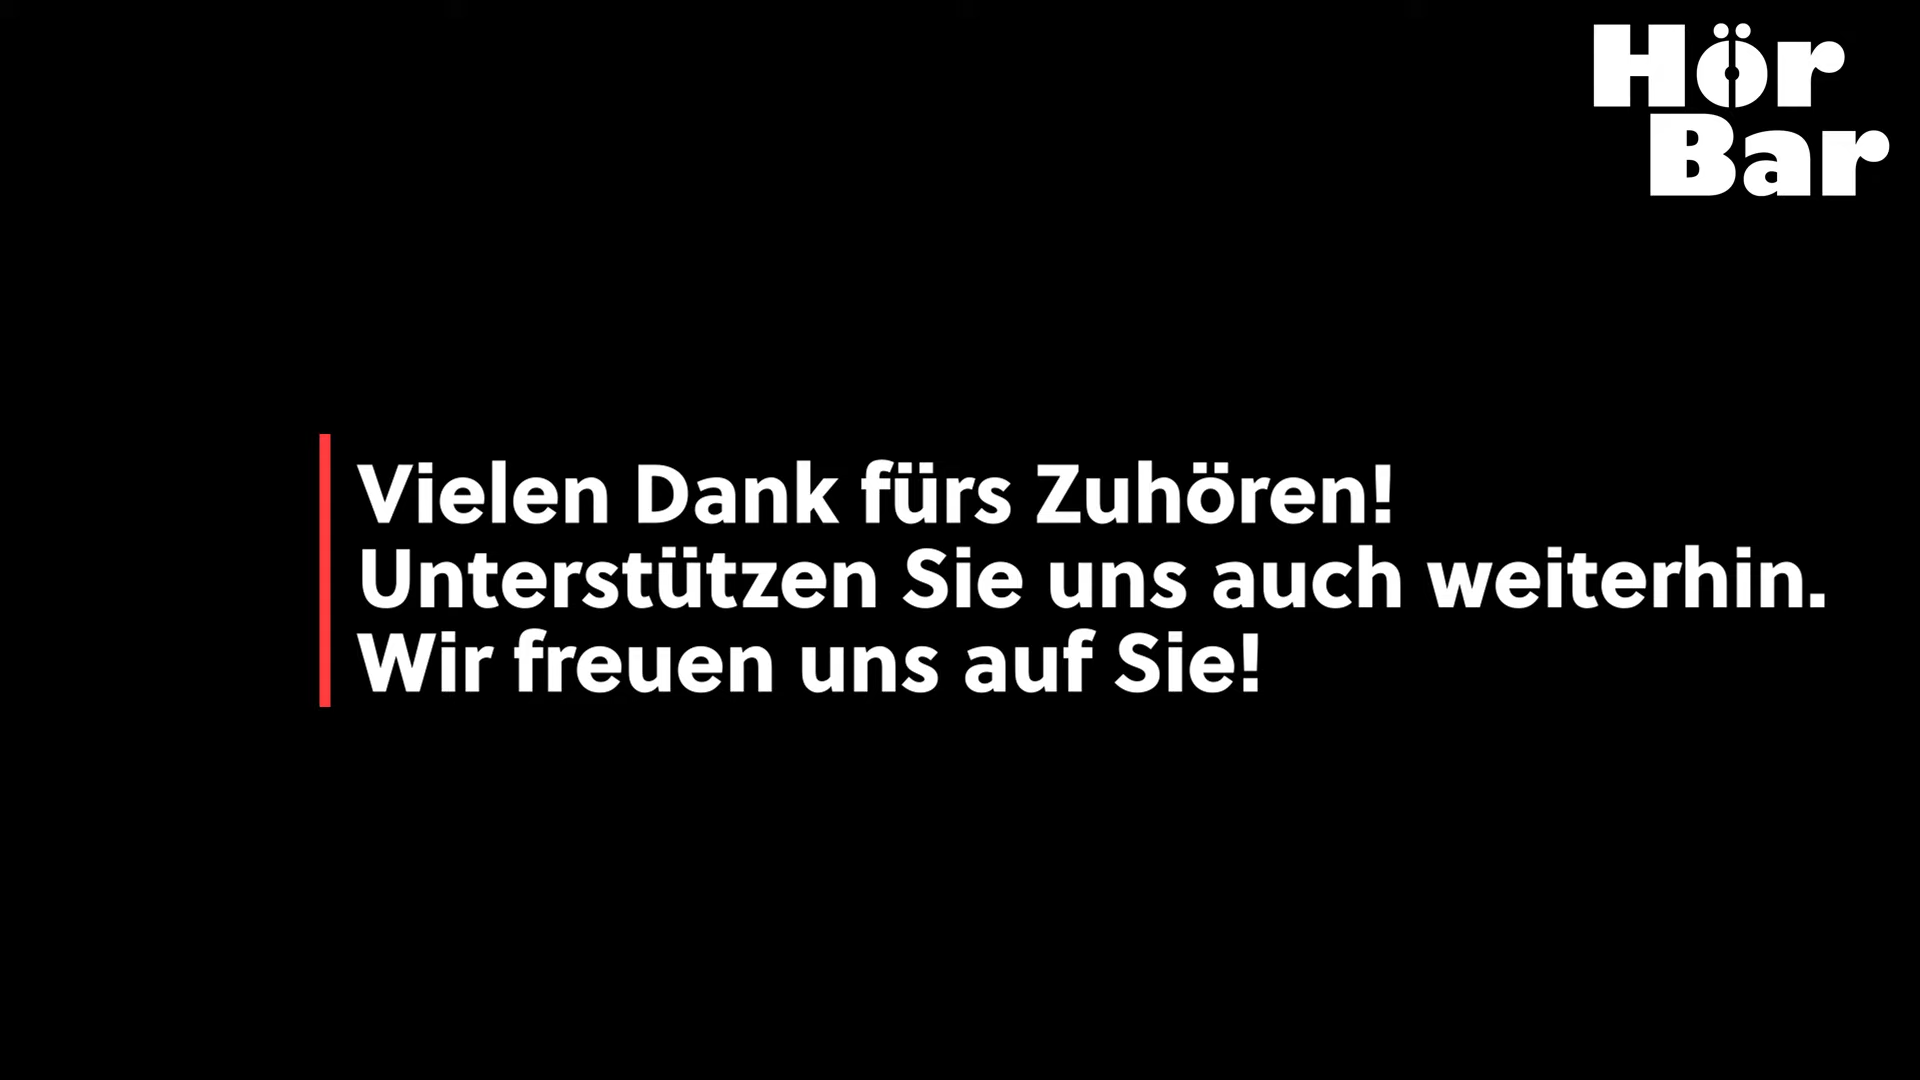 Hör
Bar
Vielen Dank fürs Zuhören!
Unterstützen Sie uns auch weiterhin.
Wir freuen uns auf Sie!